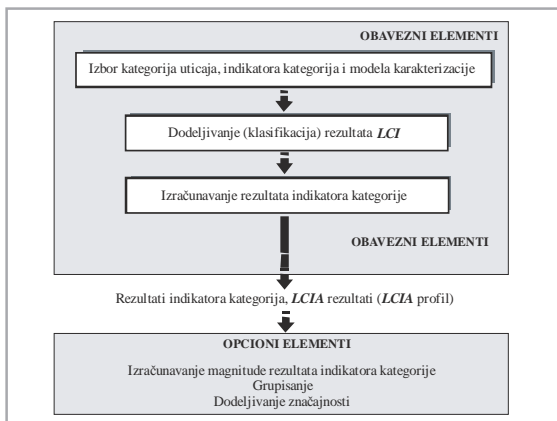 OBAVEZNI ELEMENTI
Izbor kategorija uticaja, indikatora kategorija i modela karakterizacije
Dodeljivanje (klasifikacija) rezultata LCI
Izračunavanje rezultata indikatora kategorije
OBAVEZNI ELEMENTI
Rezultati indikatora kategorija, LCIA rezultati (LCIA profil)
OPCIONI ELEMENTI
Izračunavanje magnitude rezultata indikatora kategorije
Grupisanje
Dodeljivanje značajnosti